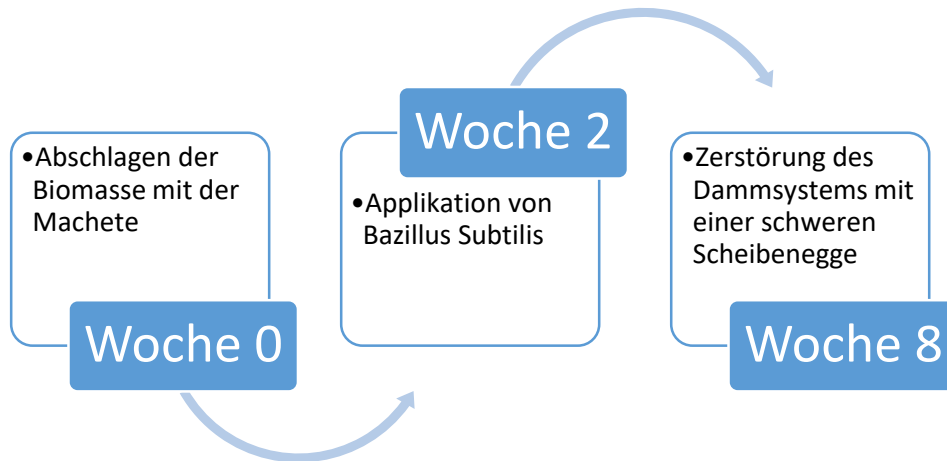 •Abschlagen der
Biomasse mit der
Machete
Woche 0
Woche 2
•Applikation von
Bazillus Subtilis
•Zerstörung des
Dammsystems mit
einer schweren
Scheibenegge
Woche 8